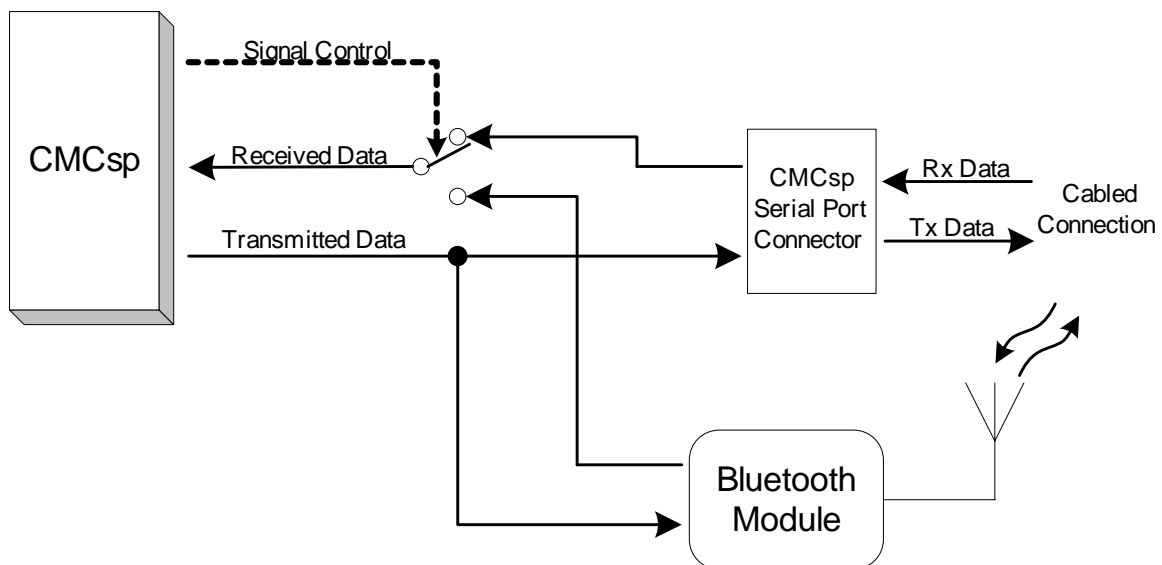 Signal Control
CMCsp
Received Data
Transmitted Data
CMCsp
Serial Port
Connector
Rx Data
Tx Data
Cabled
Connection
Bluetooth
Module